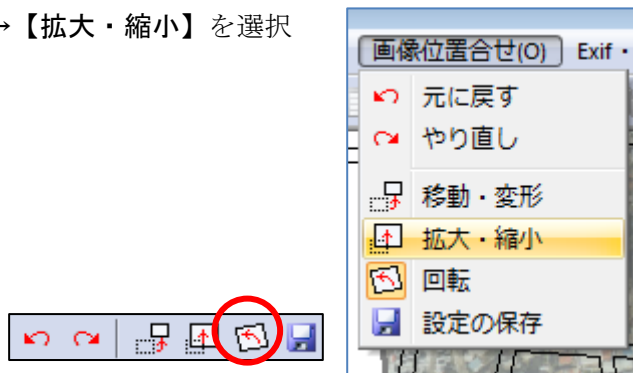 →【拡大・縮小】を選択
画像位置合せ(O) Exif・
元に戻す
やり直し
移動・変形
拡大・縮小
回転
設定の保存